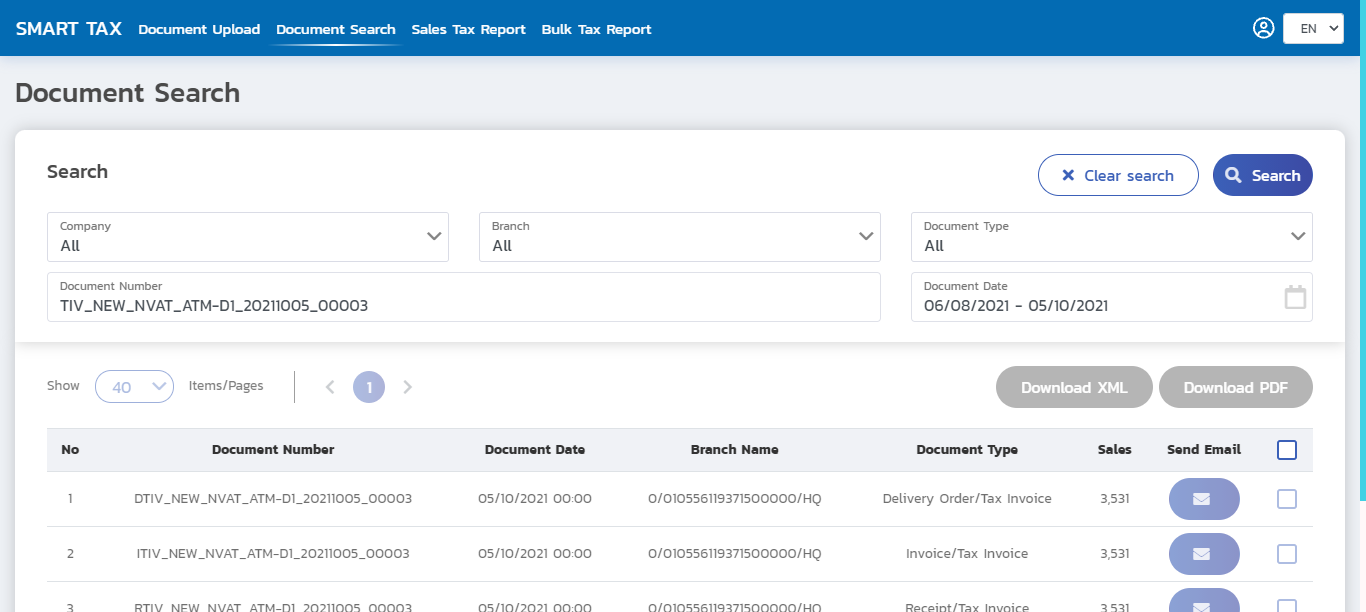 SMART TAX Document Upload Document Search Sales Tax Report Bulk Tax Report EN
Document Search
Search
Clear search Search
Company Branch Document Type
All All All
Document Number Document Date
TIV_NEW_NVAT_ATM-D1_20211005_00003 06/08/2021 - 05/10/2021
Show 40 Items/Pages 1 Download XML Download PDF
No Document Number Document Date Branch Name Document Type Sales Send Email
1 DTIV_NEW_NVAT_ATM-D1_20211005_00003 05/10/2021 00:00 0/010556119371500000/HQ Delivery Order/Tax Invoice 3,531
2 ITIV_NEW_NVAT_ATM-D1_20211005_00003 05/10/2021 00:00 0/010556119371500000/HQ Invoice/Tax Invoice 3,531
3 RTIV_NEW_NVAT_ATM-D1_20211005_00003 05/10/2021 00:00 0/010556119371500000/HQ Receipt/Tax Invoice 3,531